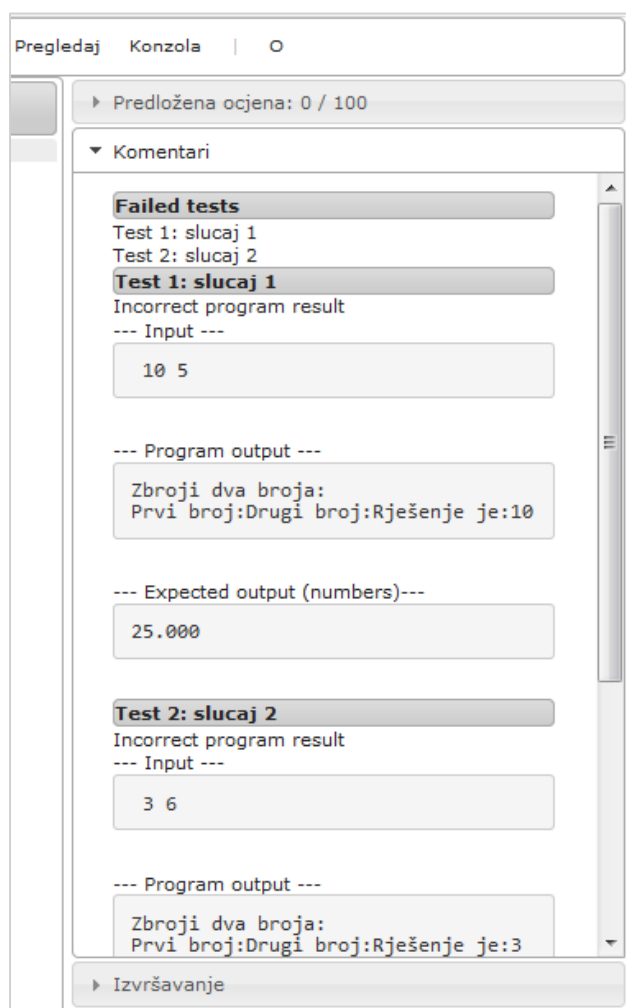 Pregledaj Konzola | O
Predložena ocjena: 0 / 100
Komentari
Failed tests
Test 1: slucaj 1
Test 2: slucaj 2
Test 1: slucaj 1
Incorrect program result
--- Input ---
10 5
--- Program output ---
Zbroji dva broja:
Prvi broj:Drugi broj:Rješenje je:10
--- Expected output (numbers)---
25.000
Test 2: slucaj 2
Incorrect program result
--- Input ---
3 6
--- Program output ---
Zbroji dva broja:
Prvi broj:Drugi broj:Rješenje je:3
Izvršavanje